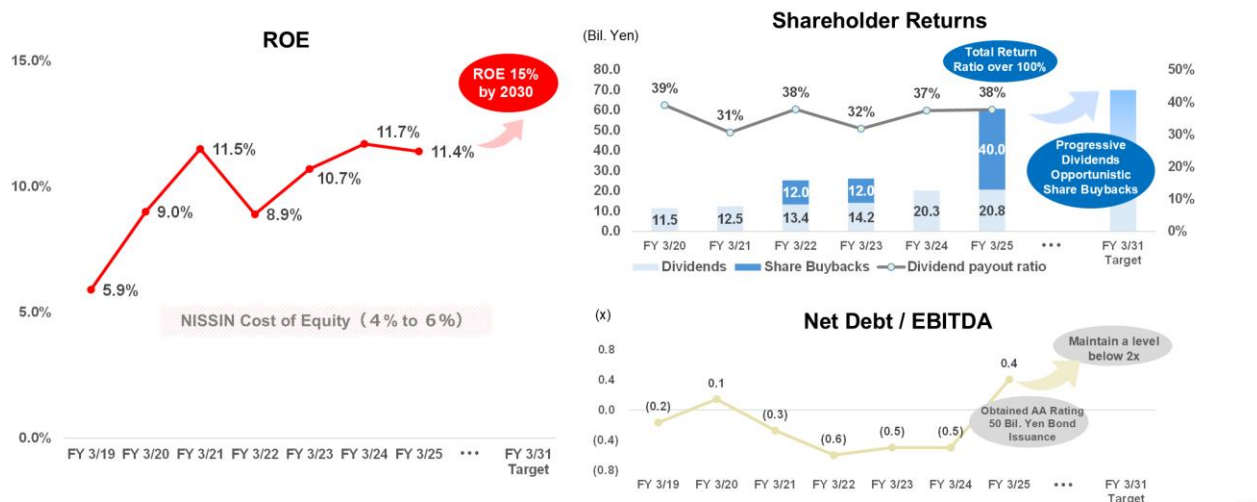 ROE
15.0%
10.0%
5.0%
0.0%
ROE 15%
by 2030
5.9%
9.0%
11.5%
8.9%
10.7%
11.7%
11.4%
NISSIN Cost of Equity (4% to 6%)
FY 3/19 FY 3/20 FY 3/21 FY 3/22 FY 3/23 FY 3/24 FY 3/25 ••• FY 3/31
Target
Shareholder Returns
(Bil. Yen)
80.0
70.0
60.0
50.0
40.0
30.0
20.0
10.0
0.0
50%
40%
30%
20%
10%
0%
Total Return
Ratio over 100%
39%
31%
38%
32%
37%
38%
Progressive
Dividends
Opportunistic
Share Buybacks
12.0
12.0
40.0
11.5
12.5
13.4
14.2
20.3
20.8
FY 3/20 FY 3/21 FY 3/22 FY 3/23 FY 3/24 FY 3/25 ••• FY 3/31
Target
Dividends Share Buybacks Dividend payout ratio
Net Debt / EBITDA
(x)
0.8
0.4
0.0
(0.4)
(0.8)
Maintain a level
below 2x
(0.2)
0.1
(0.3)
(0.6)
(0.5)
(0.5)
0.4
Obtained AA Rating
50 Bil. Yen Bond
Issuance
FY 3/19 FY 3/20 FY 3/21 FY 3/22 FY 3/23 FY 3/24 FY 3/25 ••• FY 3/31
Target